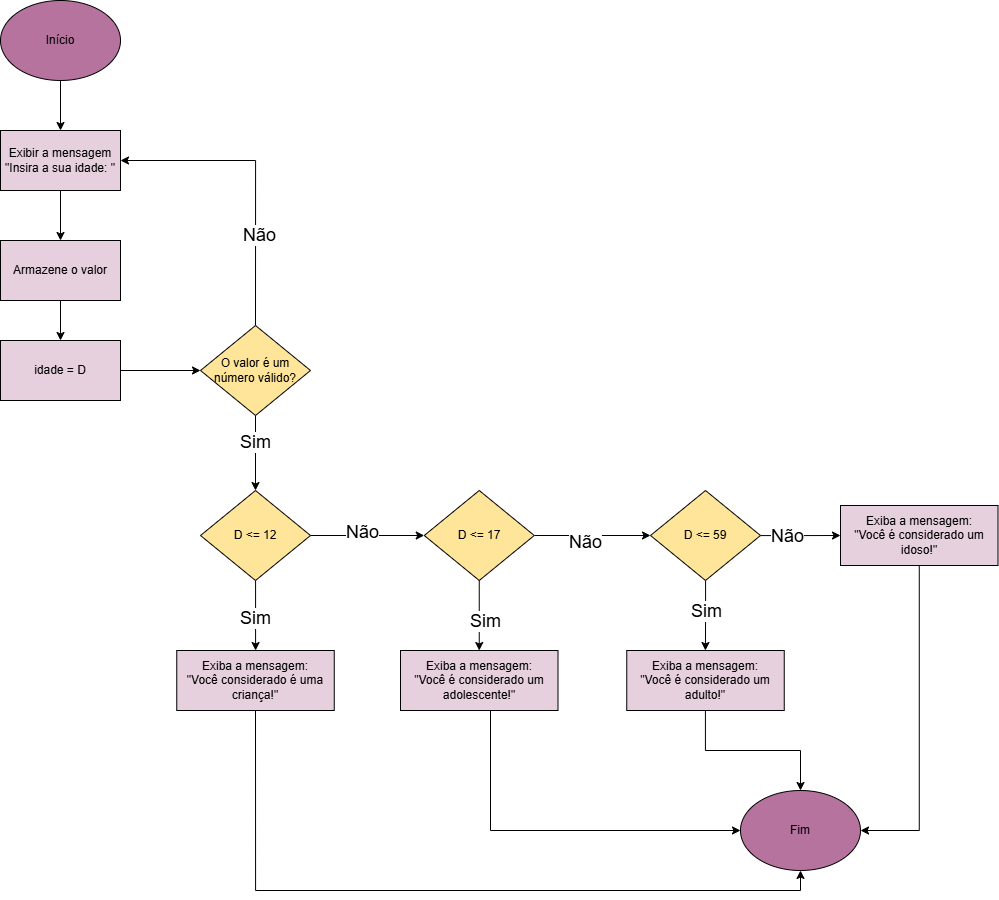 Início
Exibir a mensagem
"Insira a sua idade: "
Não
Armazene o valor
idade = D
O valor é um
número válido?
Sim
D <= 12
Não
D <= 17
Não
D <= 59
Não
Exiba a mensagem:
"Você é considerado um
idoso!"
Sim
Sim
Sim
Exiba a mensagem:
"Você considerado é uma
criança!"
Exiba a mensagem:
"Você é considerado um
adolescente!"
Exiba a mensagem:
"Você é considerado um
adulto!"
Fim